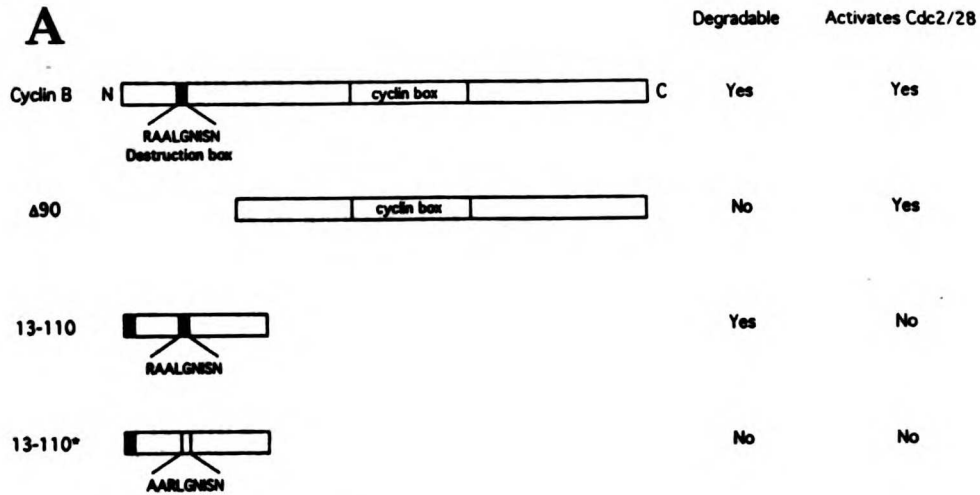 A
Degradable Activates Cdc2/28
Cyclin B N cyclin box C Yes Yes
RAALGNISN
Destruction box
Δ90 cyclin box No Yes
13-110 Yes No
RAALGNISN
13-110* No No
AARLGNISN